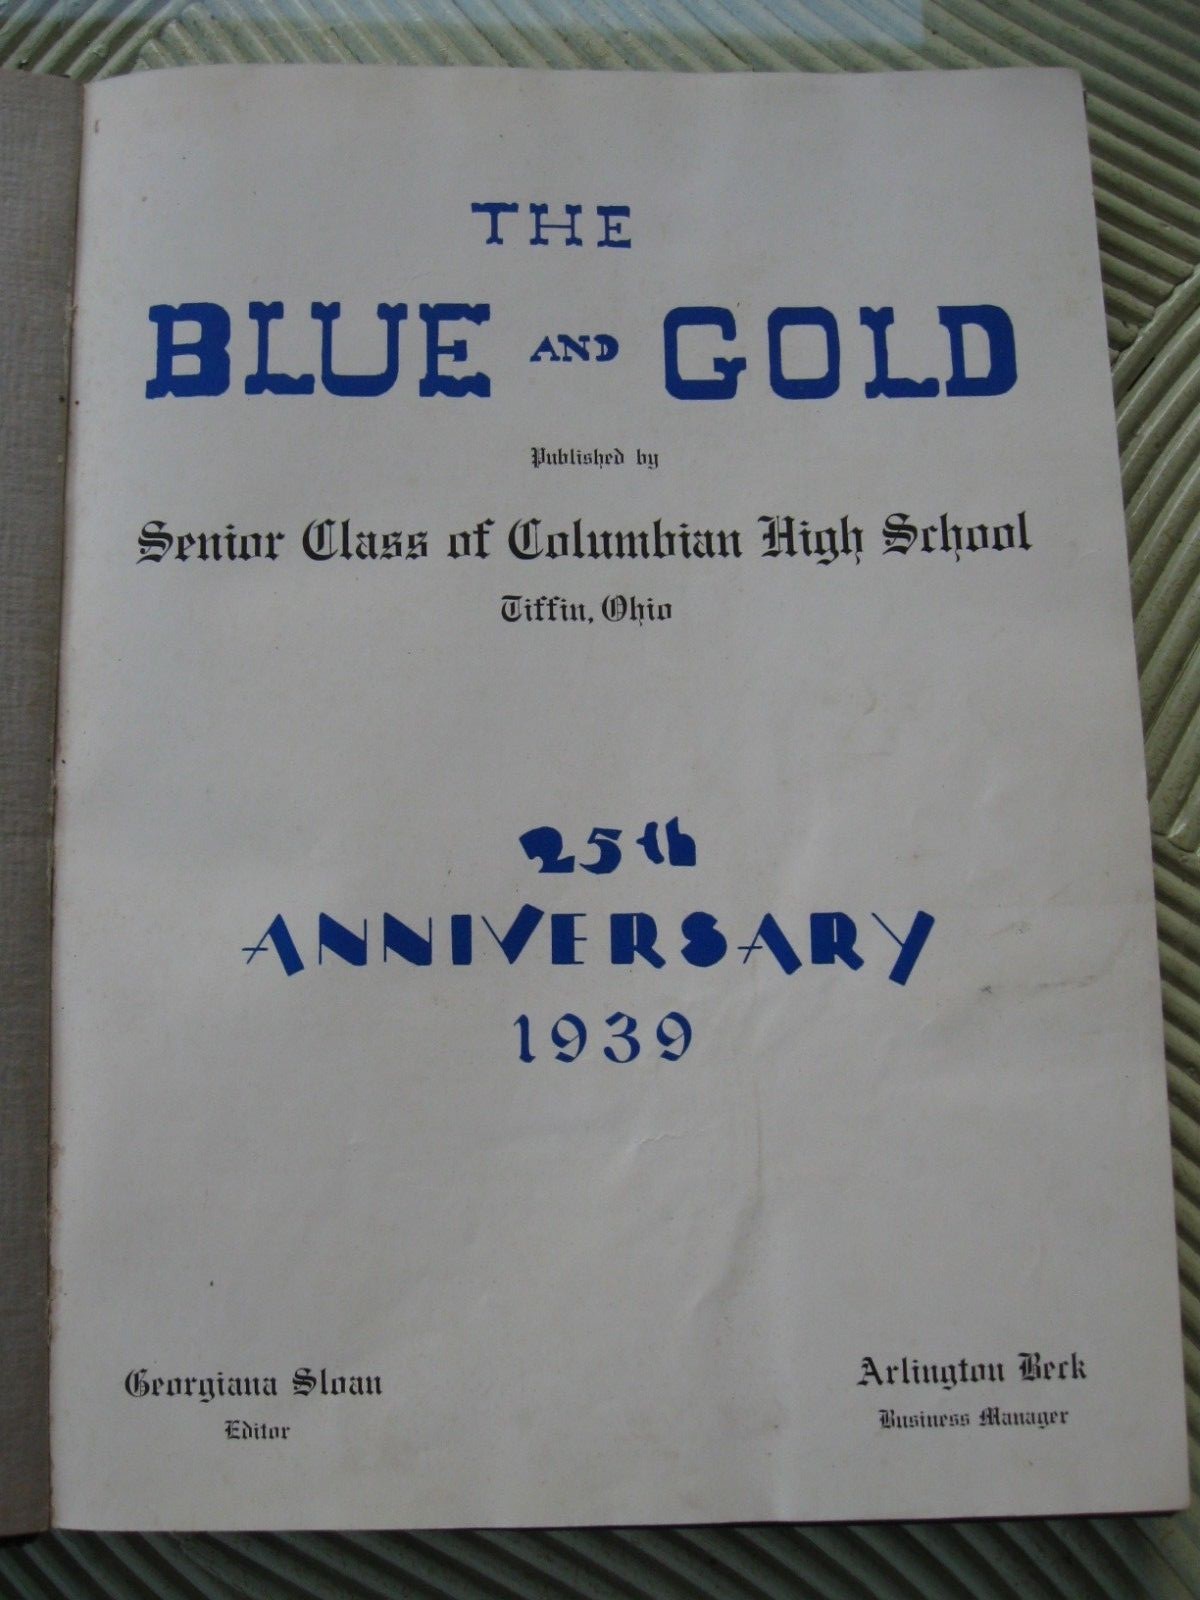 THE
BLUE AND GOLD
Published by
Senior Class of Columbian High School
Tiffin, Ohio
25th
ANNIVERSARY
1939
Georgiana Sloan
Editor
Arlington Beck
Business Manager